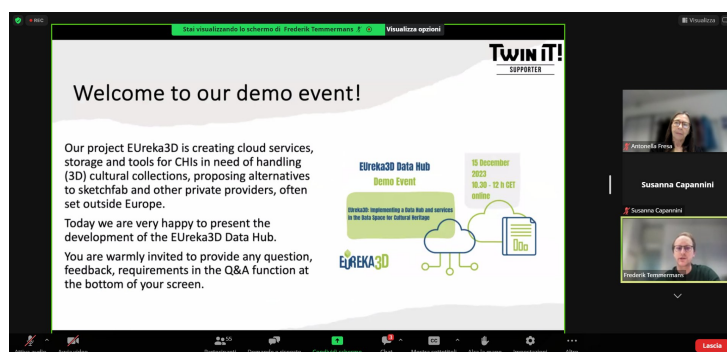 REC
Stai visualizzando lo schermo di Frederik Temmermans
Visualizza opzioni
Visualizza
TWIN iT!
SUPPORTER
Welcome to our demo event!
Our project EUreka3D is creating cloud services,
storage and tools for CHIs in need of handling
(3D) cultural collections, proposing alternatives
to sketchfab and other private providers, often
set outside Europe.
Today we are very happy to present the
development of the EUreka3D Data Hub.
You are warmly invited to provide any question,
feedback, requirements in the Q&A function at
the bottom of your screen.
EUreka3D Data Hub
Demo Event
15 December
2023
10.30 - 12 h CET
online
EUreka3D: Implementing a Data Hub and services
in the Data Space for Cultural Heritage
EUREKA3D
Antonella Fresa
Susanna Capannini
Susanna Capannini
Frederik Temmermans
55
CC
Lascia